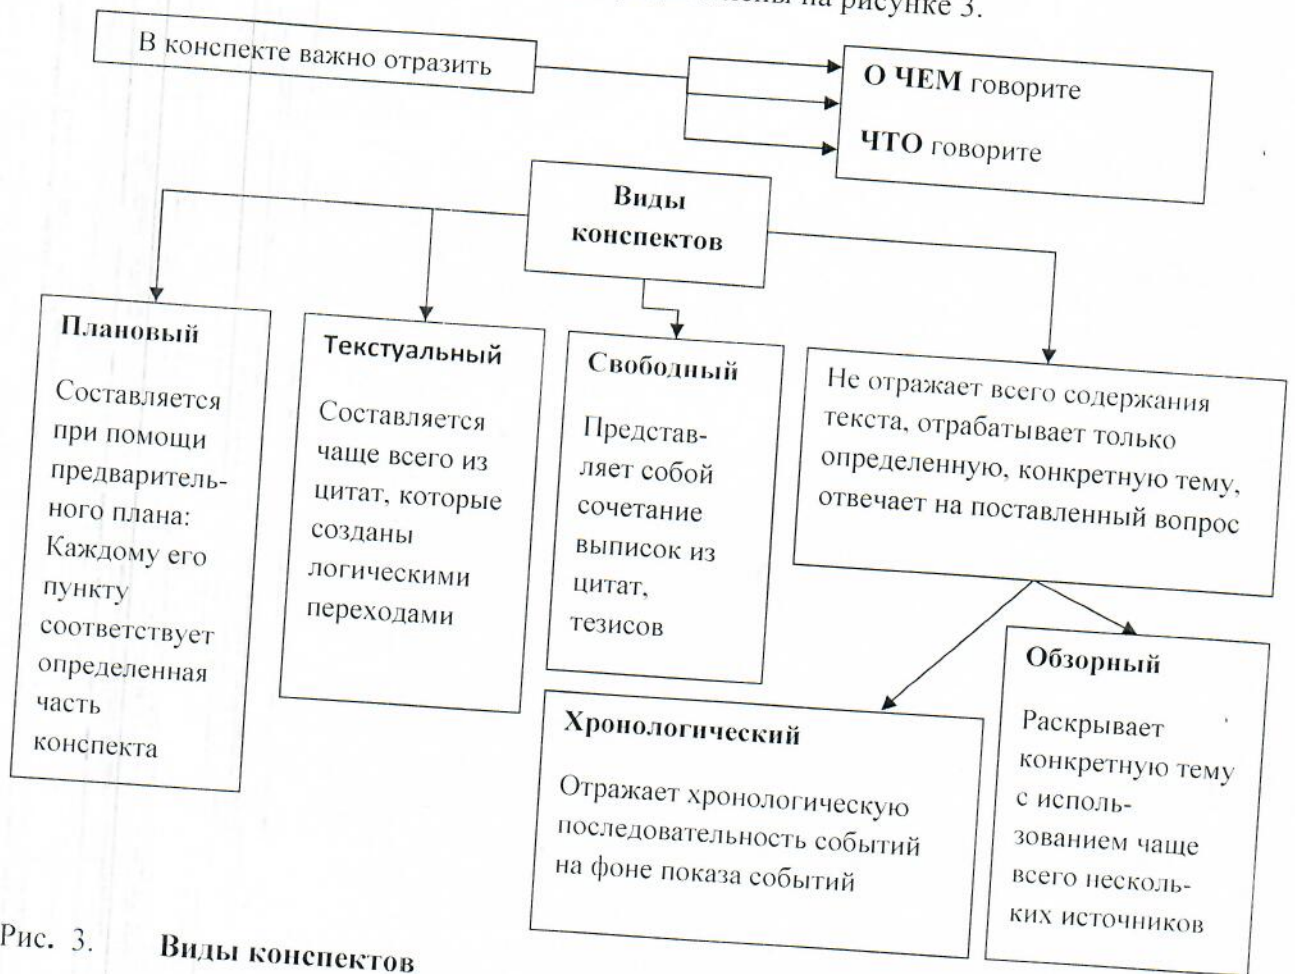 на рисунке 3.
В конспекте важно отразить
О ЧЕМ говорите
ЧТО говорите
Виды
конспектов
Плановый
Составляется
при помощи
предваритель-
ного плана:
Каждому его
пункту
соответствует
определенная
часть
конспекта
Текстуальный
Составляется
чаще всего из
цитат, которые
созданы
логическими
переходами
Свободный
Представ-
ляет собой
сочетание
выписок из
цитат,
тезисов
Не отражает всего содержания
текста, отрабатывает только
определенную, конкретную тему,
отвечает на поставленный вопрос
Хронологический
Отражает хронологическую
последовательность событий
на фоне показа событий
Обзорный
Раскрывает
конкретную тему
с исполь-
зованием чаще
всего несколь-
ких источников
Рис. 3. Виды конспектов